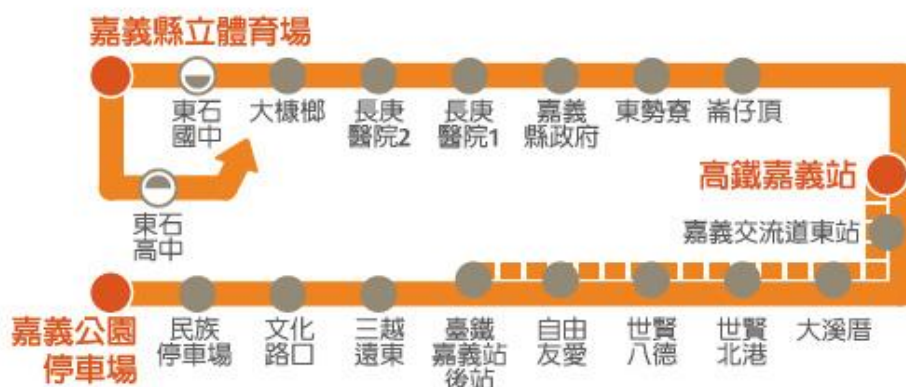 嘉義縣立體育場
東石
國中
大槺榔
長庚
醫院2
長庚
醫院1
嘉義
縣政府
東勢寮
崙仔頂
東石
高中
高鐵嘉義站
嘉義交流道東站
嘉義公園
停車場
民族
停車場
文化
路口
三越
遠東
臺鐵
嘉義站
後站
自由
友愛
世賢
八德
世賢
北港
大溪厝